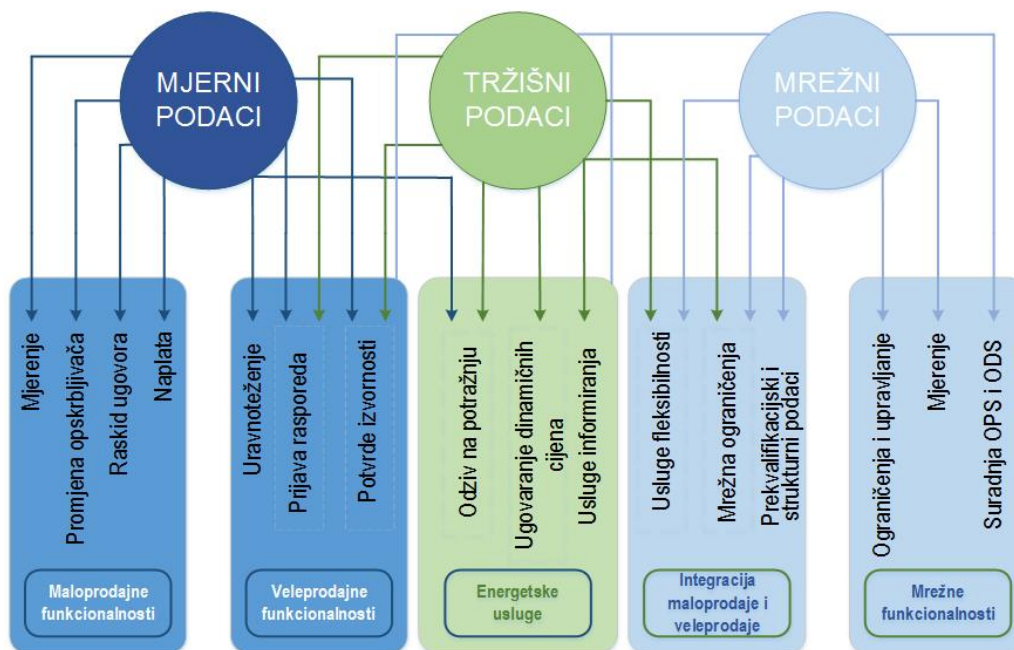 MJERNI
PODACI
TRŽIŠNI
PODACI
MREŽNI
PODACI
Mjerenje
Promjena opskrbljivača
Raskid ugovora
Naplata
Uravnoteženje
Prijava rasporeda
Potvrde izvornosti
Odziv na potražnju
Ugovaranje dinamičnih
cijena
Usluge informiranja
Usluge fleksibilnosti
Mrežna ograničenja
Prekvalifikacijski i
strukturni podaci
Ograničenja i upravljanje
Mjerenje
Suradnja OPS i ODS
Maloprodajne
funkcionalnosti
Veleprodajne
funkcionalnosti
Energetske
usluge
Integracija
maloprodaje i
veleprodaje
Mrežne
funkcionalnosti